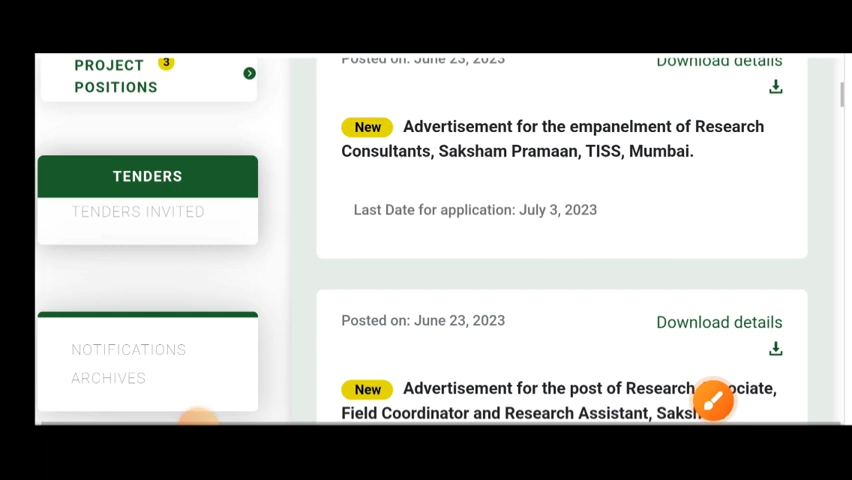 PROJECT 3
POSITIONS
TENDERS
TENDERS INVITED
NOTIFICATIONS
ARCHIVES
Posted on: June 23, 2023
Download details
New Advertisement for the empanelment of Research
Consultants, Saksham Pramaan, TISS, Mumbai.
Last Date for application: July 3, 2023
Posted on: June 23, 2023
Download details
New Advertisement for the post of Research
Field Coordinator and Research Assistant,